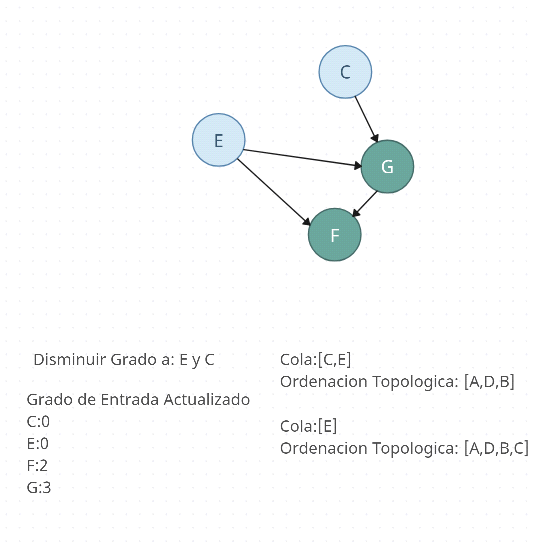 C
E
G
F
Disminuir Grado a: E y C
Grado de Entrada Actualizado
C:0
E:0
F:2
G:3
Cola:[C,E]
Ordenacion Topologica: [A,D,B]
Cola:[E]
Ordenacion Topologica: [A,D,B,C]